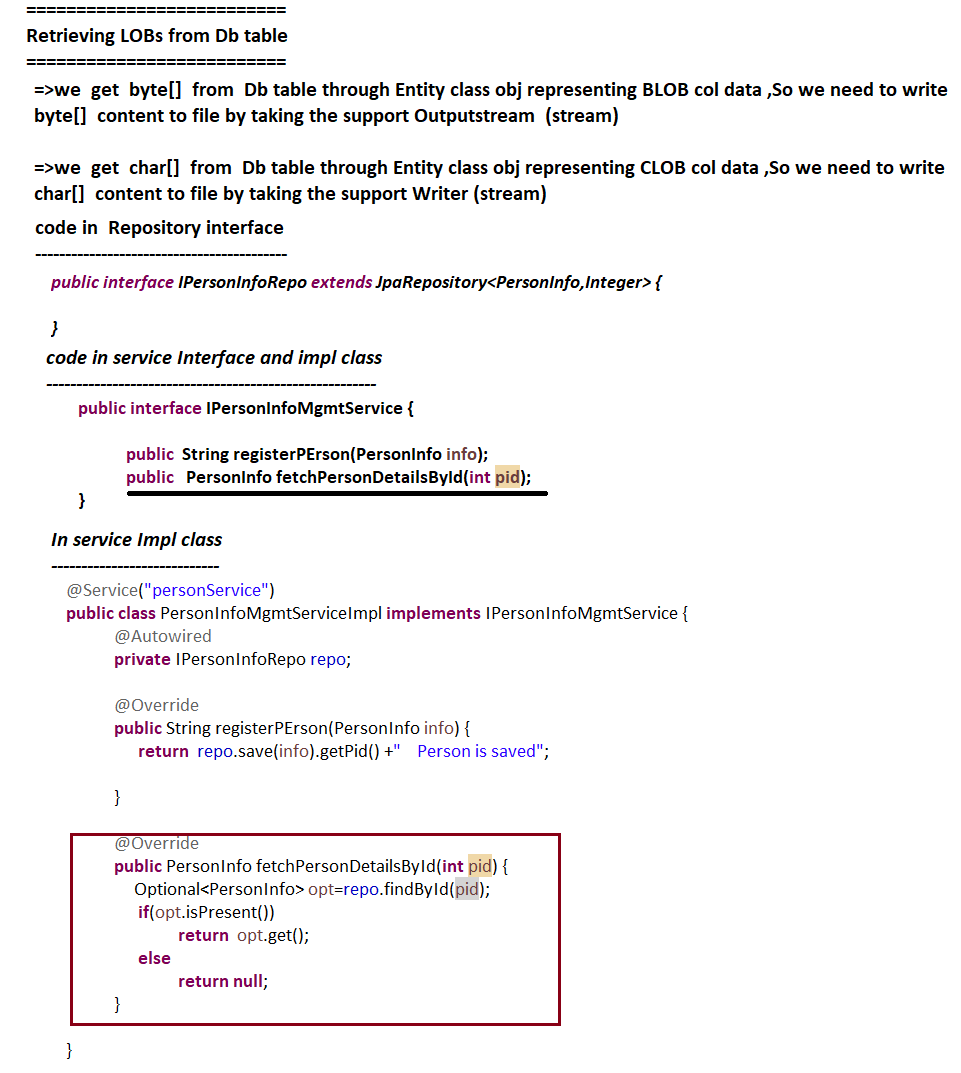 ==========================
Retrieving LOBs from Db table
==========================
=>we  get  byte[]  from  Db table through Entity class obj representing BLOB col data ,So we need to write
byte[]  content to file by taking the support Outputstream  (stream)
=>we  get  char[]  from  Db table through Entity class obj representing CLOB col data ,So we need to write
char[]  content to file by taking the support Writer (stream)
code in  Repository interface
------------------------------------------
public interface IPersonInfoRepo extends JpaRepository<PersonInfo,Integer> {
}
code in service Interface and impl class
-------------------------------------------------------
public interface IPersonInfoMgmtService {
public  String registerPErson(PersonInfo info);
public   PersonInfo fetchPersonDetailsById(int pid);
}
In service Impl class
----------------------------
@Service("personService")
public class PersonInfoMgmtServiceImpl implements IPersonInfoMgmtService {
@Autowired
private IPersonInfoRepo repo;
@Override
public String registerPErson(PersonInfo info) {
return  repo.save(info).getPid() +"    Person is saved";
}
@Override
public PersonInfo fetchPersonDetailsById(int pid) {
Optional<PersonInfo> opt=repo.findById(pid);
if(opt.isPresent())
return  opt.get();
else
return null;
}
}